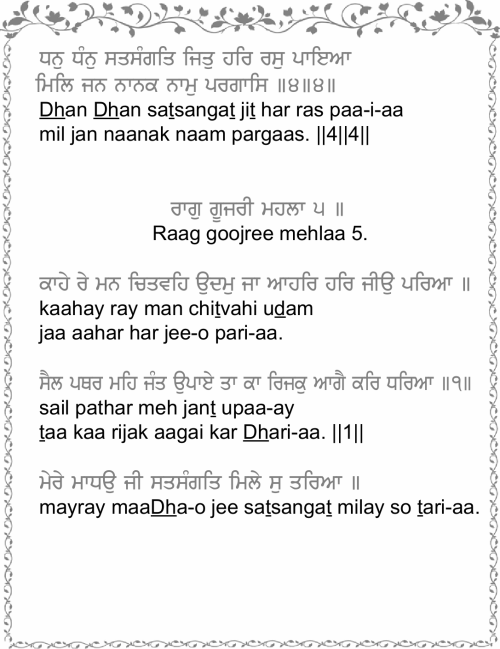 ਧਨੁ ਧੰਨੁ ਸਤਸੰਗਤਿ ਜਿਤੁ ਹਰਿ ਰਸੁ ਪਾਇਆ
ਮਿਲਿ ਜਨ ਨਾਨਕ ਨਾਮੁ ਪਰਗਾਸਿ ॥੪॥੪॥
Dhan Dhan satsangat jit har ras paa-i-aa
mil jan naanak naam pargaas. ||4||4||
ਰਾਗੁ ਗੂਜਰੀ ਮਹਲਾ ੫ ॥
Raag goojree mehlaa 5.
ਕਾਹੇ ਰੇ ਮਨ ਚਿਤਵਹਿ ਉਦਮੁ ਜਾ ਆਹਰਿ ਹਰਿ ਜੀਉ ਪਰਿਆ ॥
kaahay ray man chitvahi udam
jaa aahar har jee-o pari-aa.
ਸੈਲ ਪਥਰ ਮਹਿ ਜੰਤ ਉਪਾਏ ਤਾ ਕਾ ਰਿਜਕੁ ਆਗੈ ਕਰਿ ਧਰਿਆ ॥੧॥
sail pathar meh jant upaa-ay
taa kaa rijak aagai kar Dhari-aa. ||1||
ਮੇਰੇ ਮਾਧਉ ਜੀ ਸਤਸੰਗਤਿ ਮਿਲੇ ਸੁ ਤਰਿਆ ॥
mayray maaDha-o jee satsangat milay so tari-aa.